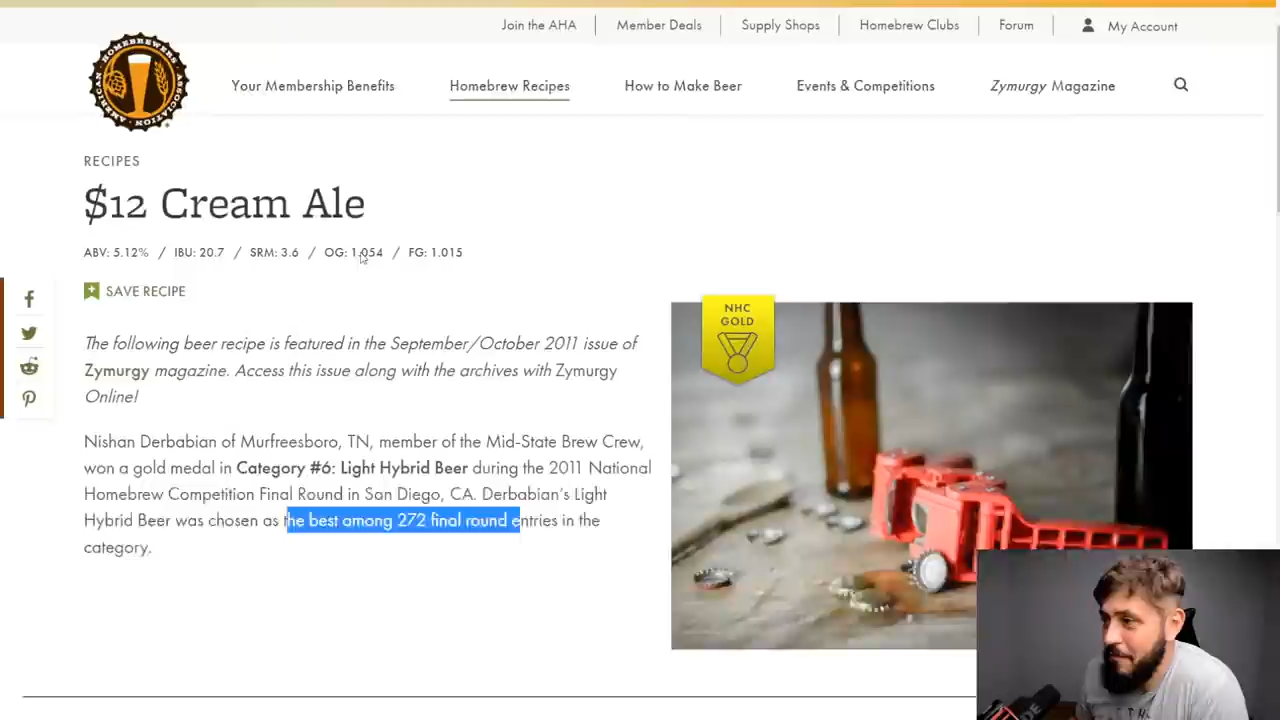 Join the AHA
Member Deals
Supply Shops
Homebrew Clubs
Forum
My Account
AMERICAN HOMEBREWERS ASSOCIATION
Your Membership Benefits
Homebrew Recipes
How to Make Beer
Events & Competitions
Zymurgy Magazine
RECIPES
$12 Cream Ale
ABV: 5.12% / IBU: 20.7 / SRM: 3.6 / OG: 1.054 / FG: 1.015
SAVE RECIPE
NHC
GOLD
The following beer recipe is featured in the September/October 2011 issue of
Zymurgy magazine. Access this issue along with the archives with Zymurgy
Online!
Nishan Derbabian of Murfreesboro, TN, member of the Mid-State Brew Crew,
won a gold medal in Category #6: Light Hybrid Beer during the 2011 National
Homebrew Competition Final Round in San Diego, CA. Derbabian's Light
Hybrid Beer was chosen as the best among 272 final round entries in the
category.